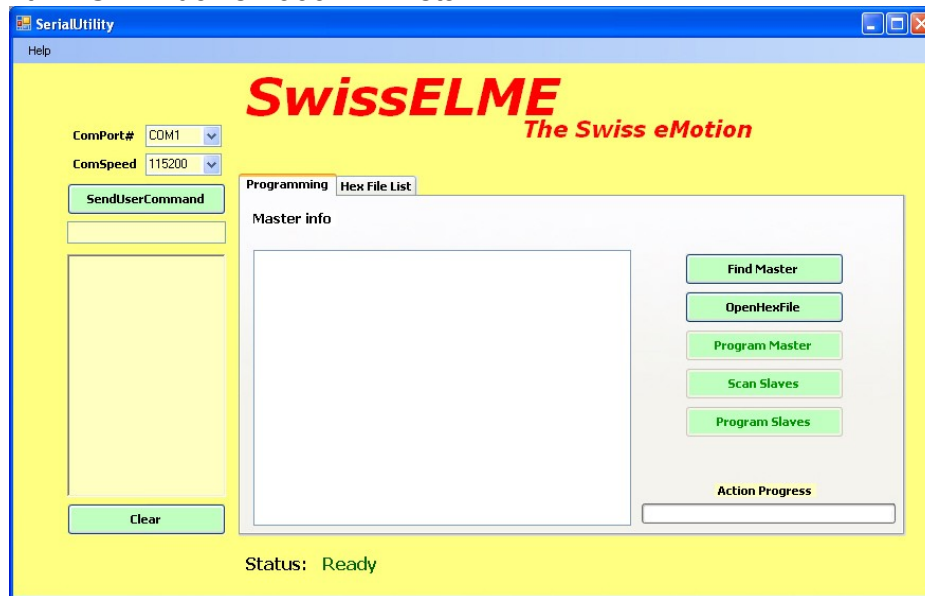 SerialUtility
Help
SwissELME
The Swiss eMotion
ComPort# COM1
ComSpeed 115200
SendUserCommand
Programming Hex File List
Master info
Find Master
OpenHexFile
Program Master
Scan Slaves
Program Slaves
Action Progress
Clear
Status: Ready